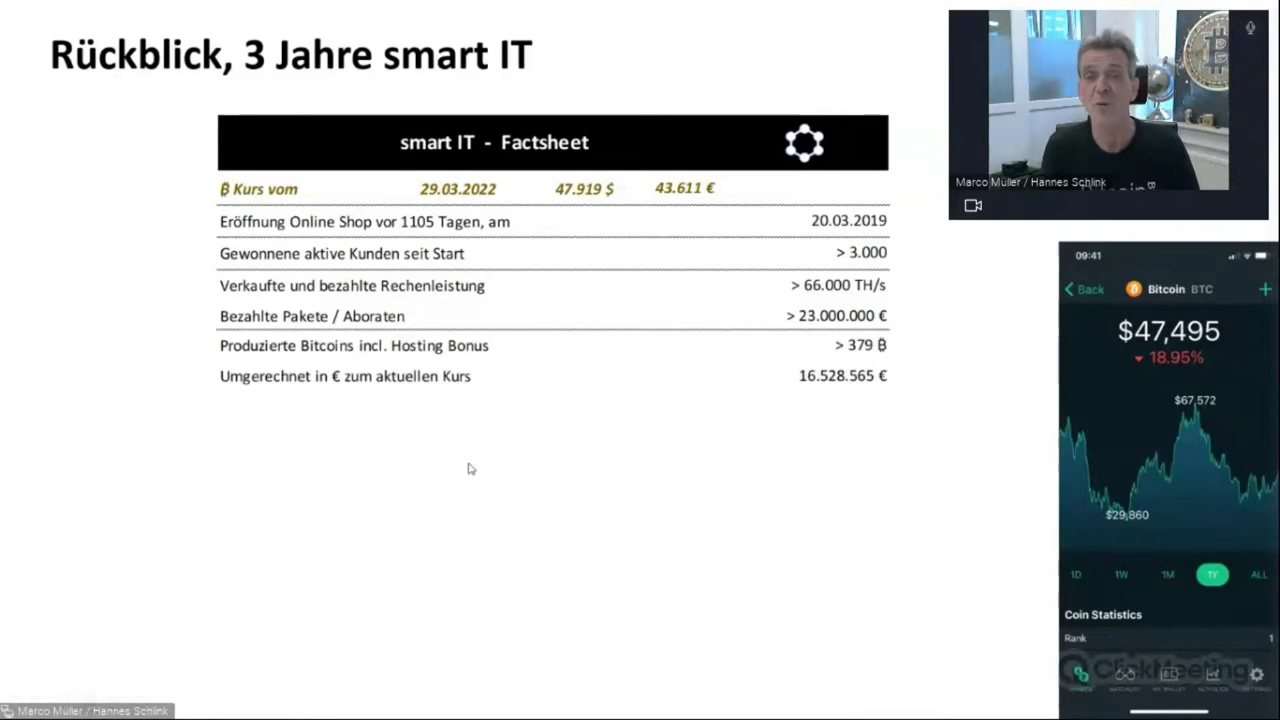 Rückblick, 3 Jahre smart IT
smart IT - Factsheet
₿ Kurs vom 29.03.2022 47.919 $ 43.611 €
Eröffnung Online Shop vor 1105 Tagen, am 20.03.2019
Gewonnene aktive Kunden seit Start > 3.000
Verkaufte und bezahlte Rechenleistung > 66.000 TH/s
Bezahlte Pakete / Aboraten > 23.000.000 €
Produzierte Bitcoins incl. Hosting Bonus > 379 ₿
Umgerechnet in € zum aktuellen Kurs 16.528.565 €
Marco Müller / Hannes Schlink
09:41
Back Bitcoin BTC +
$47,495
18.95%
$67,572
$29,860
1D 1W 1M 1Y ALL
Coin Statistics
Rank 1
ClickMeeting
Marco Müller / Hannes Schlink